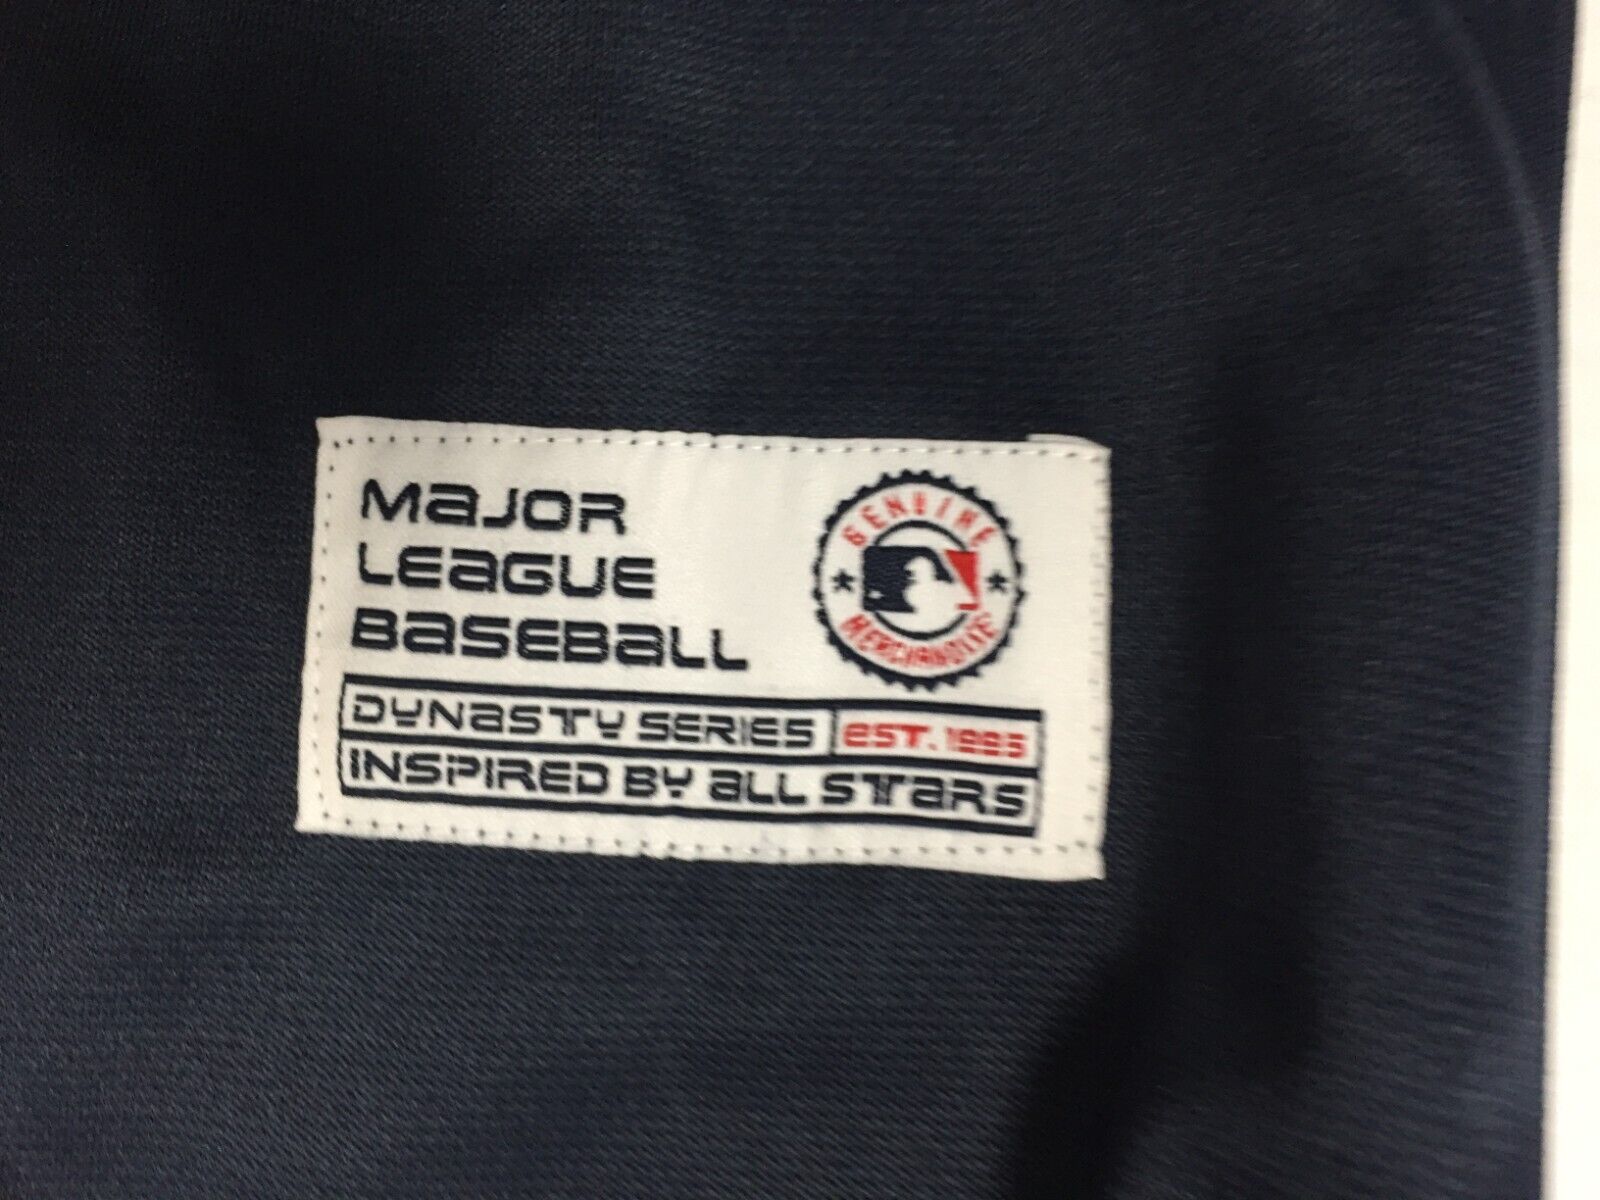 MaJOR
LEaGUE
BaSEBaLL
GENUINE
MERCHANDISE
DYNaSTY SERIES
eST. 1995
INSPIRED BY aLL STaRS